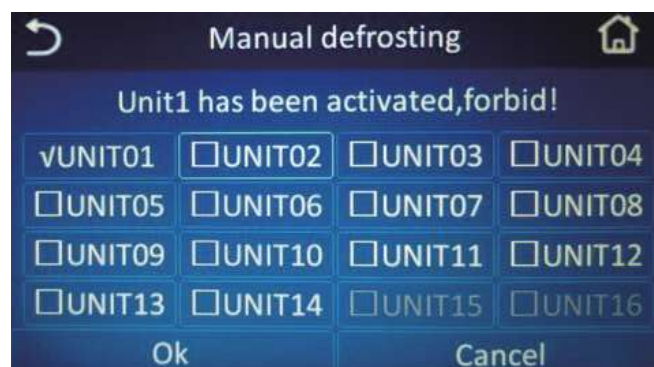 Manual defrosting
Unit1 has been activated,forbid!
√UNIT01 □UNIT02 □UNIT03 □UNIT04
□UNIT05 □UNIT06 □UNIT07 □UNIT08
□UNIT09 □UNIT10 □UNIT11 □UNIT12
□UNIT13 □UNIT14 □UNIT15 □UNIT16
Ok Cancel